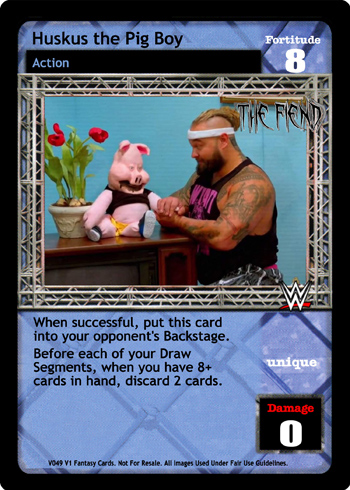 Huskus the Pig Boy
Fortitude
8
Action
THE FIEND
W
When successful, put this card
into your opponent's Backstage.
Before each of your Draw
Segments, when you have 8+
cards in hand, discard 2 cards.
unique
Damage
0
V049 V1 Fantasy Cards. Not For Resale. All Images Used Under Fair Use Guidelines.